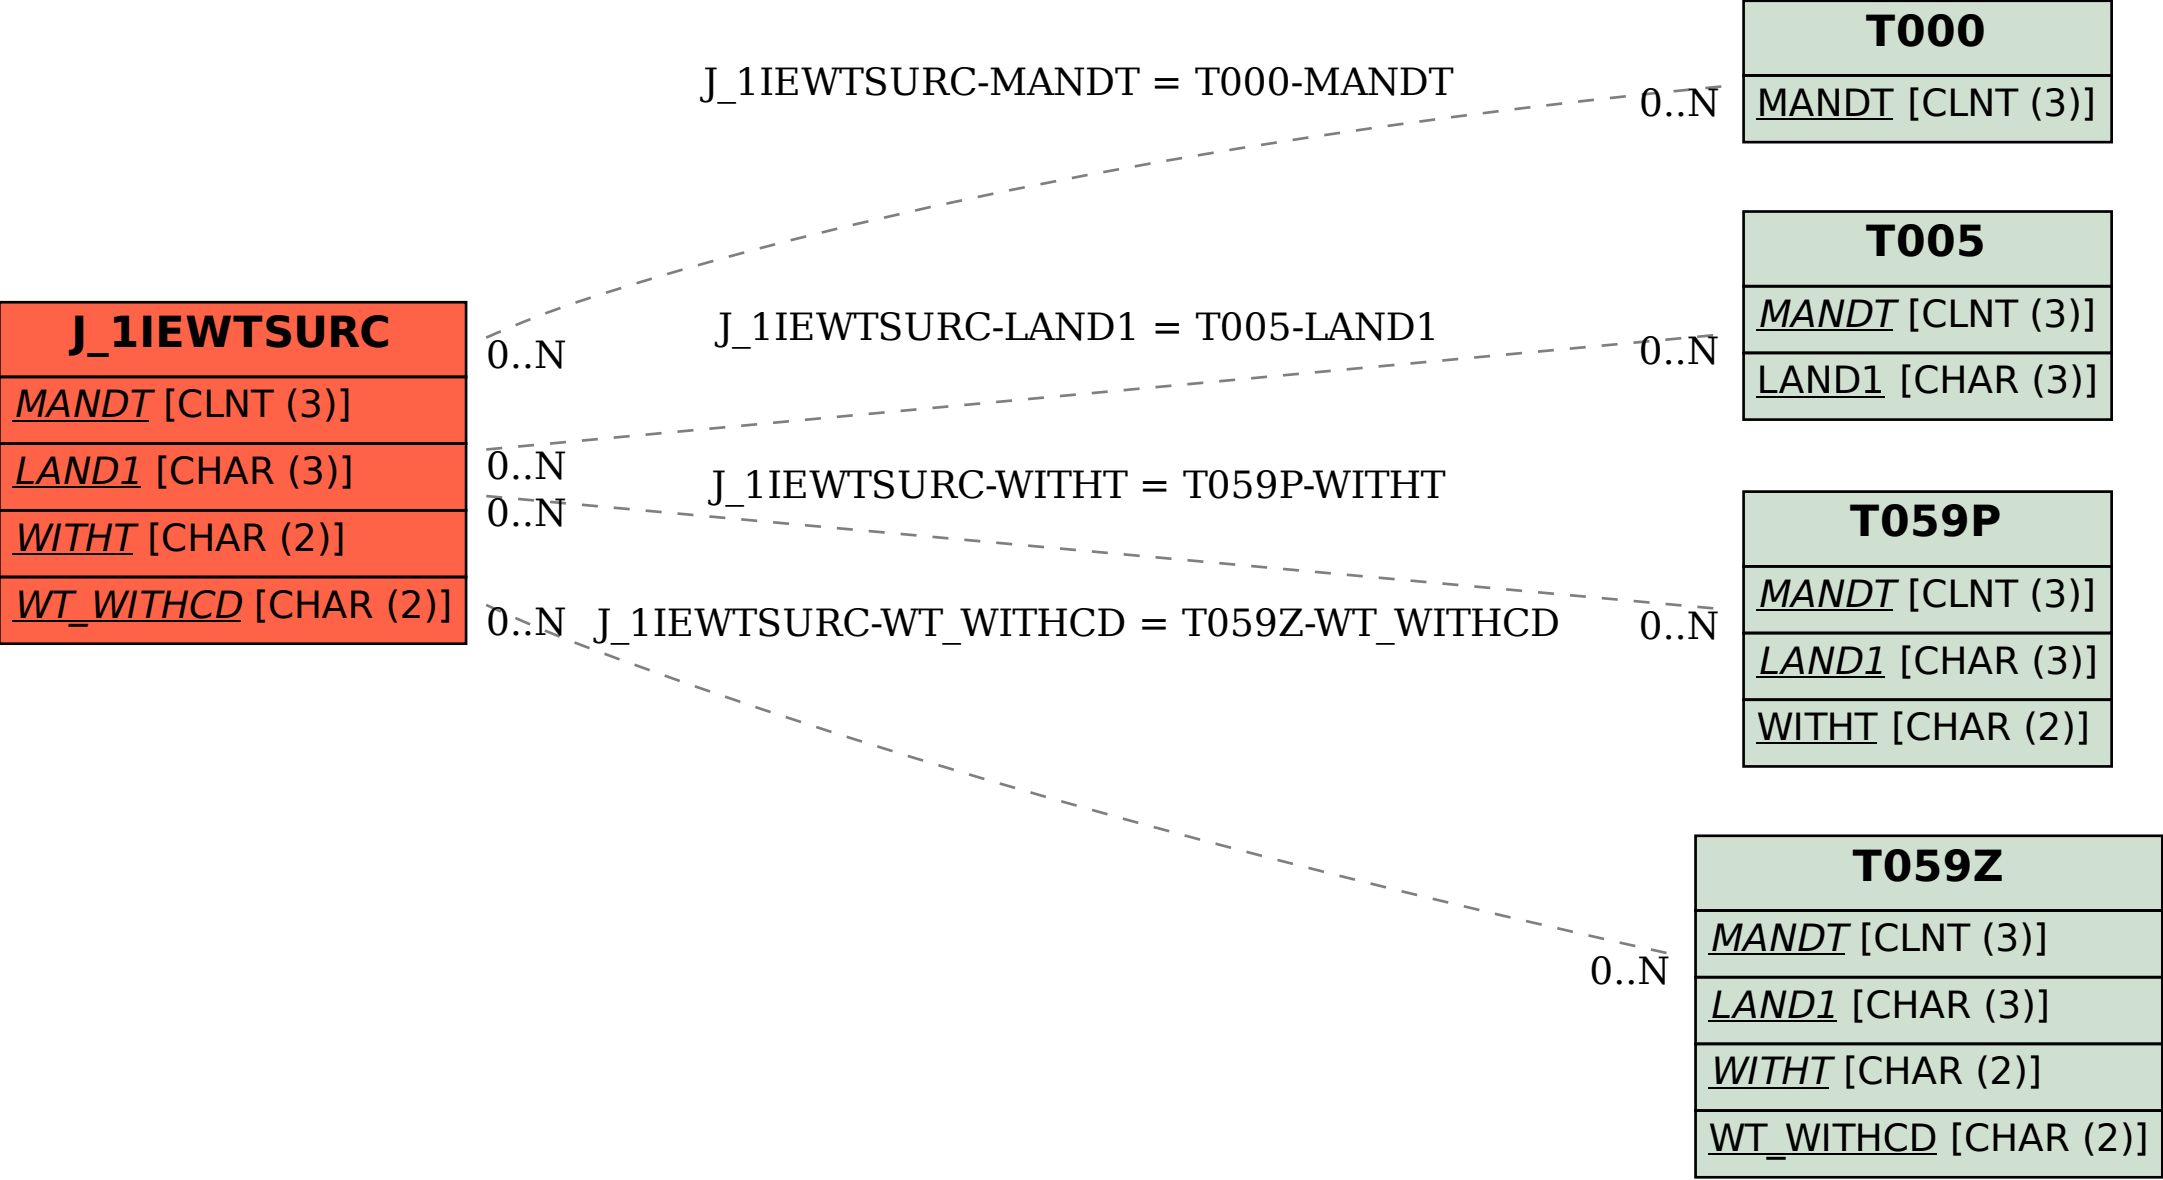 J_1IEWTSURC
MANDT [CLNT (3)]
LAND1 [CHAR (3)]
WITHT [CHAR (2)]
WT_WITHCD [CHAR (2)]
J_1IEWTSURC-MANDT = T000-MANDT
0..N
0..N
J_1IEWTSURC-LAND1 = T005-LAND1
0..N
0..N
J_1IEWTSURC-WITHT = T059P-WITHT
0..N
0..N
J_1IEWTSURC-WT_WITHCD = T059Z-WT_WITHCD
0..N
0..N
T000
MANDT [CLNT (3)]
T005
MANDT [CLNT (3)]
LAND1 [CHAR (3)]
T059P
MANDT [CLNT (3)]
LAND1 [CHAR (3)]
WITHT [CHAR (2)]
T059Z
MANDT [CLNT (3)]
LAND1 [CHAR (3)]
WITHT [CHAR (2)]
WT_WITHCD [CHAR (2)]